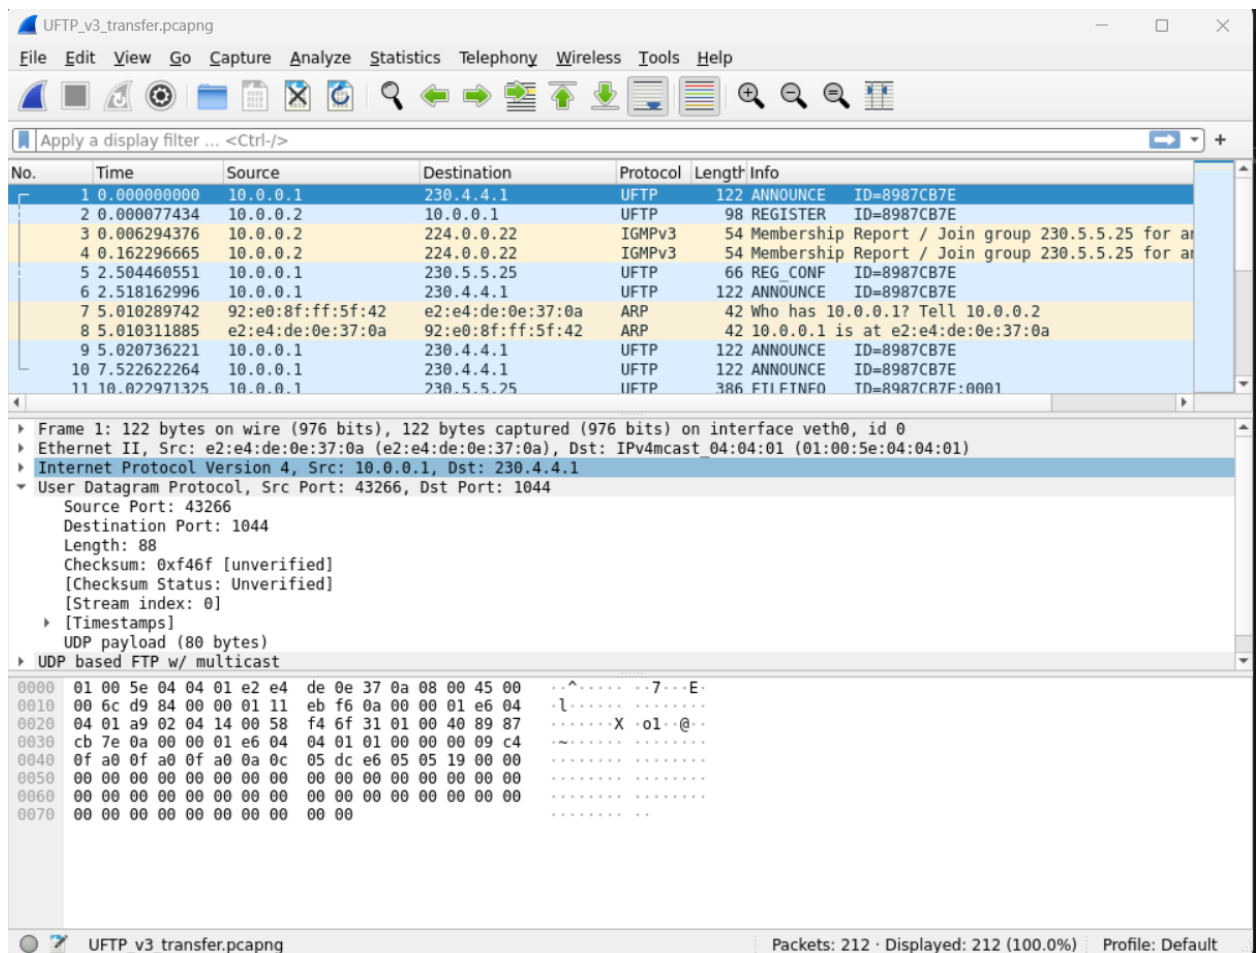 UFTP_v3_transfer.pcapng
File Edit View Go Capture Analyze Statistics Telephony Wireless Tools Help
Apply a display filter ... <Ctrl-/>
No. Time Source Destination Protocol Length Info
1 0.000000000 10.0.0.1 230.4.4.1 UFTP 122 ANNOUNCE ID=8987CB7E
2 0.000077434 10.0.0.2 10.0.0.1 UFTP 98 REGISTER ID=8987CB7E
3 0.006294376 10.0.0.2 224.0.0.22 IGMPv3 54 Membership Report / Join group 230.5.5.25 for ar
4 0.162296665 10.0.0.2 224.0.0.22 IGMPv3 54 Membership Report / Join group 230.5.5.25 for ar
5 2.504460551 10.0.0.1 230.5.5.25 UFTP 66 REG_CONF ID=8987CB7E
6 2.518162996 10.0.0.1 230.4.4.1 UFTP 122 ANNOUNCE ID=8987CB7E
7 5.010289742 92:e0:8f:ff:5f:42 e2:e4:de:0e:37:0a ARP 42 Who has 10.0.0.1? Tell 10.0.0.2
8 5.010311885 e2:e4:de:0e:37:0a 92:e0:8f:ff:5f:42 ARP 42 10.0.0.1 is at e2:e4:de:0e:37:0a
9 5.020736221 10.0.0.1 230.4.4.1 UFTP 122 ANNOUNCE ID=8987CB7E
10 7.522622264 10.0.0.1 230.4.4.1 UFTP 122 ANNOUNCE ID=8987CB7E
11 10.022971325 10.0.0.1 230.5.5.25 UFTP 386 FILEINFO ID=8987CB7E:0001
Frame 1: 122 bytes on wire (976 bits), 122 bytes captured (976 bits) on interface veth0, id 0
Ethernet II, Src: e2:e4:de:0e:37:0a (e2:e4:de:0e:37:0a), Dst: IPv4mcast_04:04:01 (01:00:5e:04:04:01)
Internet Protocol Version 4, Src: 10.0.0.1, Dst: 230.4.4.1
User Datagram Protocol, Src Port: 43266, Dst Port: 1044
Source Port: 43266
Destination Port: 1044
Length: 88
Checksum: 0xf46f [unverified]
[Checksum Status: Unverified]
[Stream index: 0]
[Timestamps]
UDP payload (80 bytes)
UDP based FTP w/ multicast
0000 01 00 5e 04 04 01 e2 e4 de 0e 37 0a 08 00 45 00 ··^····· ··7···E·
0010 00 6c d9 84 00 00 01 11 eb f6 0a 00 00 01 e6 04 ·l······ ········
0020 04 01 a9 02 04 14 00 58 f4 6f 31 01 00 40 89 87 ·······X ·o1··@··
0030 cb 7e 0a 00 00 01 e6 04 04 01 01 00 00 00 09 c4 ·~······ ········
0040 0f a0 0f a0 0f a0 0a 0c 05 dc e6 05 05 19 00 00 ········ ········
0050 00 00 00 00 00 00 00 00 00 00 00 00 00 00 00 00 ········ ········
0060 00 00 00 00 00 00 00 00 00 00 00 00 00 00 00 00 ········ ········
0070 00 00 00 00 00 00 00 00 00 00 ········ ··
UFTP_v3_transfer.pcapng Packets: 212 · Displayed: 212 (100.0%) Profile: Default